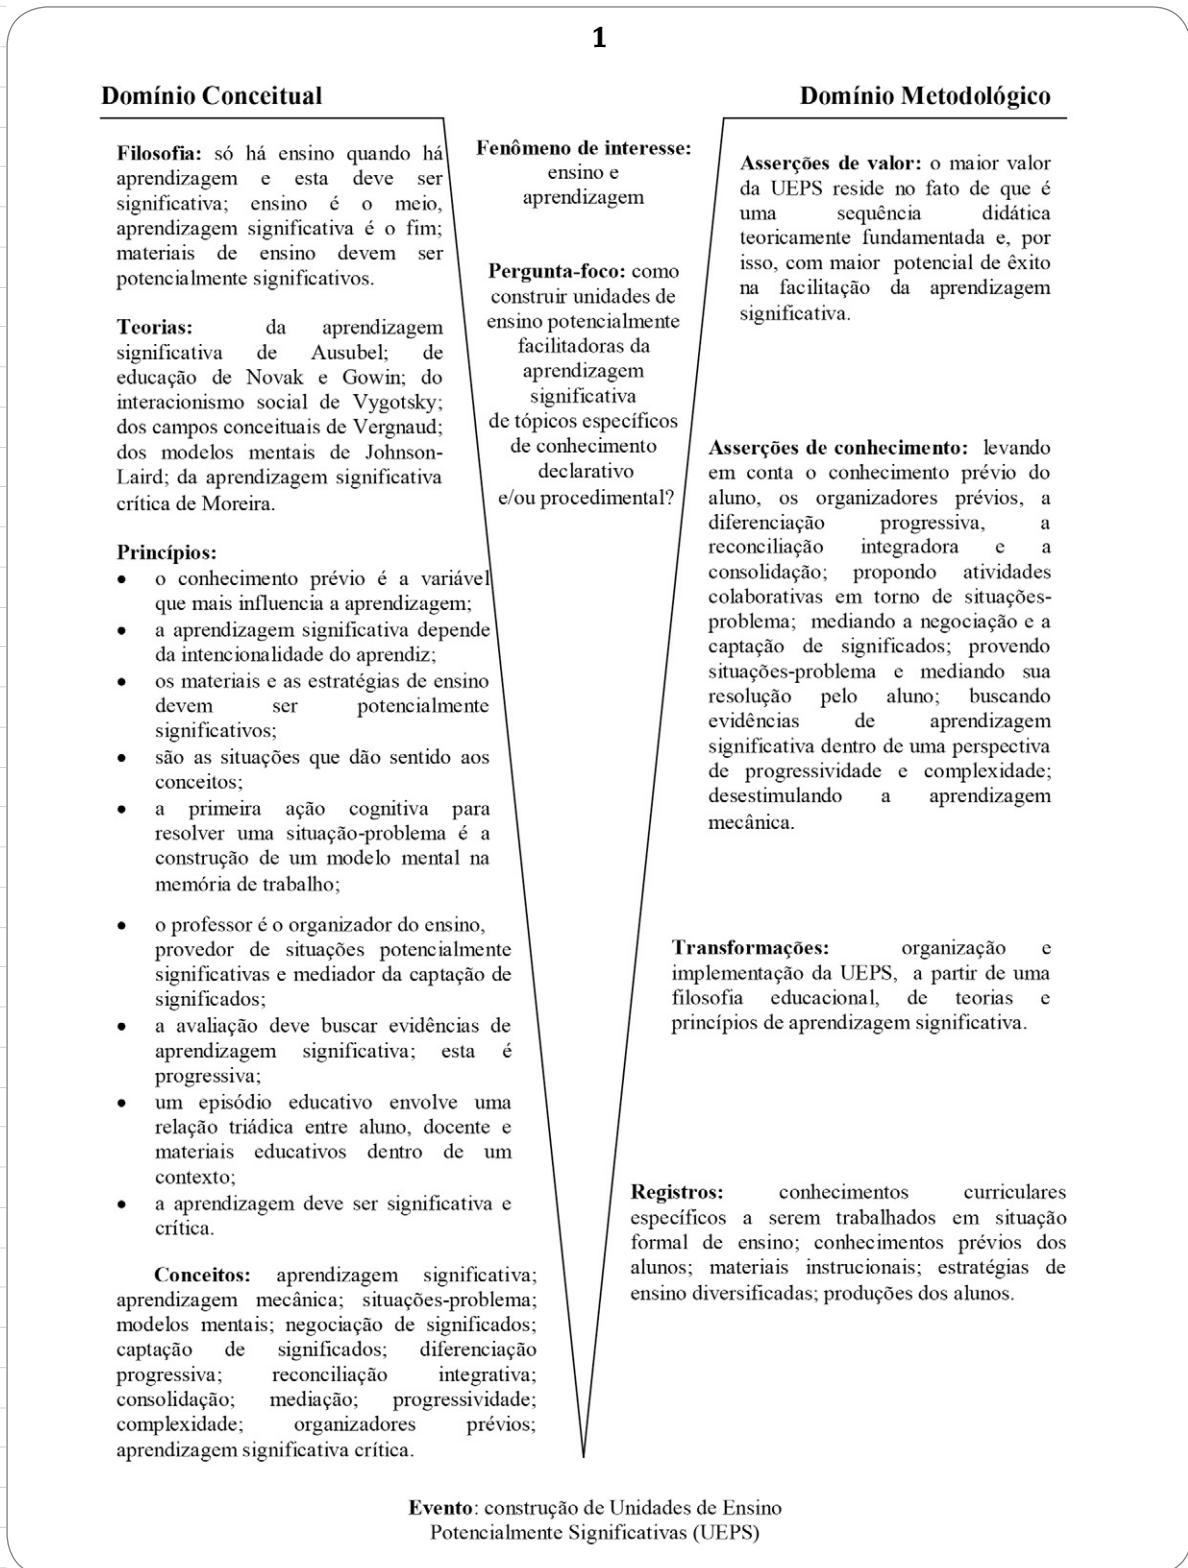 1
Domínio Conceitual
Filosofia: só há ensino quando há
aprendizagem e esta deve ser
significativa; ensino é o meio,
aprendizagem significativa é o fim;
materiais de ensino devem ser
potencialmente significativos.
Teorias: da aprendizagem
significativa de Ausubel; de
educação de Novak e Gowin; do
interacionismo social de Vygotsky;
dos campos conceituais de Vergnaud;
dos modelos mentais de Johnson-
Laird; da aprendizagem significativa
crítica de Moreira.
Princípios:
• o conhecimento prévio é a variável
que mais influencia a aprendizagem;
• a aprendizagem significativa depende
da intencionalidade do aprendiz;
• os materiais e as estratégias de ensino
devem ser potencialmente
significativos;
• são as situações que dão sentido aos
conceitos;
• a primeira ação cognitiva para
resolver uma situação-problema é a
construção de um modelo mental na
memória de trabalho;
• o professor é o organizador do ensino,
provedor de situações potencialmente
significativas e mediador da captação de
significados;
• a avaliação deve buscar evidências de
aprendizagem significativa; esta é
progressiva;
• um episódio educativo envolve uma
relação triádica entre aluno, docente e
materiais educativos dentro de um
contexto;
• a aprendizagem deve ser significativa e
crítica.
Conceitos: aprendizagem significativa;
aprendizagem mecânica; situações-problema;
modelos mentais; negociação de significados;
captação de significados; diferenciação
progressiva; reconciliação integrativa;
consolidação; mediação; progressividade;
complexidade; organizadores prévios;
aprendizagem significativa crítica.
Fenômeno de interesse:
ensino e
aprendizagem
Pergunta-foco: como
construir unidades de
ensino potencialmente
facilitadoras da
aprendizagem
significativa
de tópicos específicos
de conhecimento
declarativo
e/ou procedimental?
Domínio Metodológico
Asserções de valor: o maior valor
da UEPS reside no fato de que é
uma sequência didática
teoricamente fundamentada e, por
isso, com maior potencial de êxito
na facilitação da aprendizagem
significativa.
Asserções de conhecimento: levando
em conta o conhecimento prévio do
aluno, os organizadores prévios, a
diferenciação progressiva, a
reconciliação integradora e a
consolidação; propondo atividades
colaborativas em torno de situações-
problema; mediando a negociação e a
captação de significados; provendo
situações-problema e mediando sua
resolução pelo aluno; buscando
evidências de aprendizagem
significativa dentro de uma perspectiva
de progressividade e complexidade;
desestimulando a aprendizagem
mecânica.
Transformações: organização e
implementação da UEPS, a partir de uma
filosofia educacional, de teorias e
princípios de aprendizagem significativa.
Registros: conhecimentos curriculares
específicos a serem trabalhados em situação
formal de ensino; conhecimentos prévios dos
alunos; materiais instrucionais; estratégias de
ensino diversificadas; produções dos alunos.
Evento: construção de Unidades de Ensino
Potencialmente Significativas (UEPS)